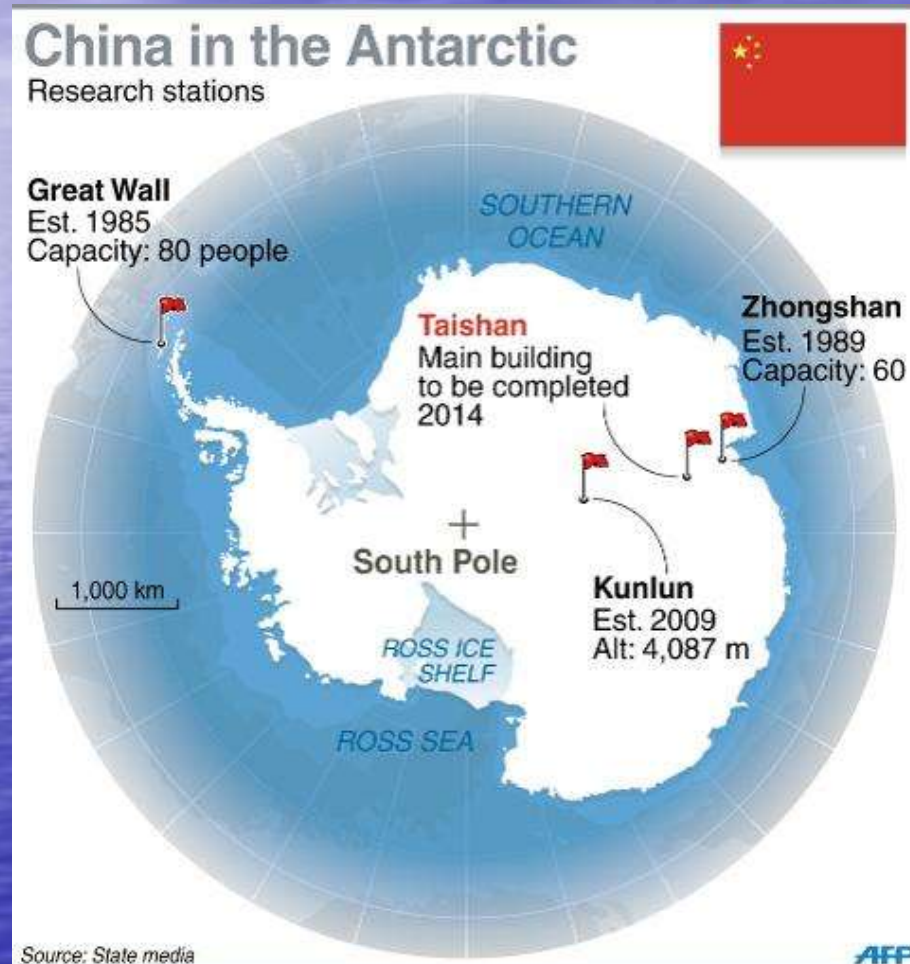 China in the Antarctic
Research stations
Great Wall
Est. 1985
Capacity: 80 people
SOUTHERN
OCEAN
Taishan
Main building
to be completed
2014
Zhongshan
Est. 1989
Capacity: 60
South Pole
1,000 km
Kunlun
Est. 2009
Alt: 4,087 m
ROSS ICE
SHELF
ROSS SEA
Source: State media
AFP